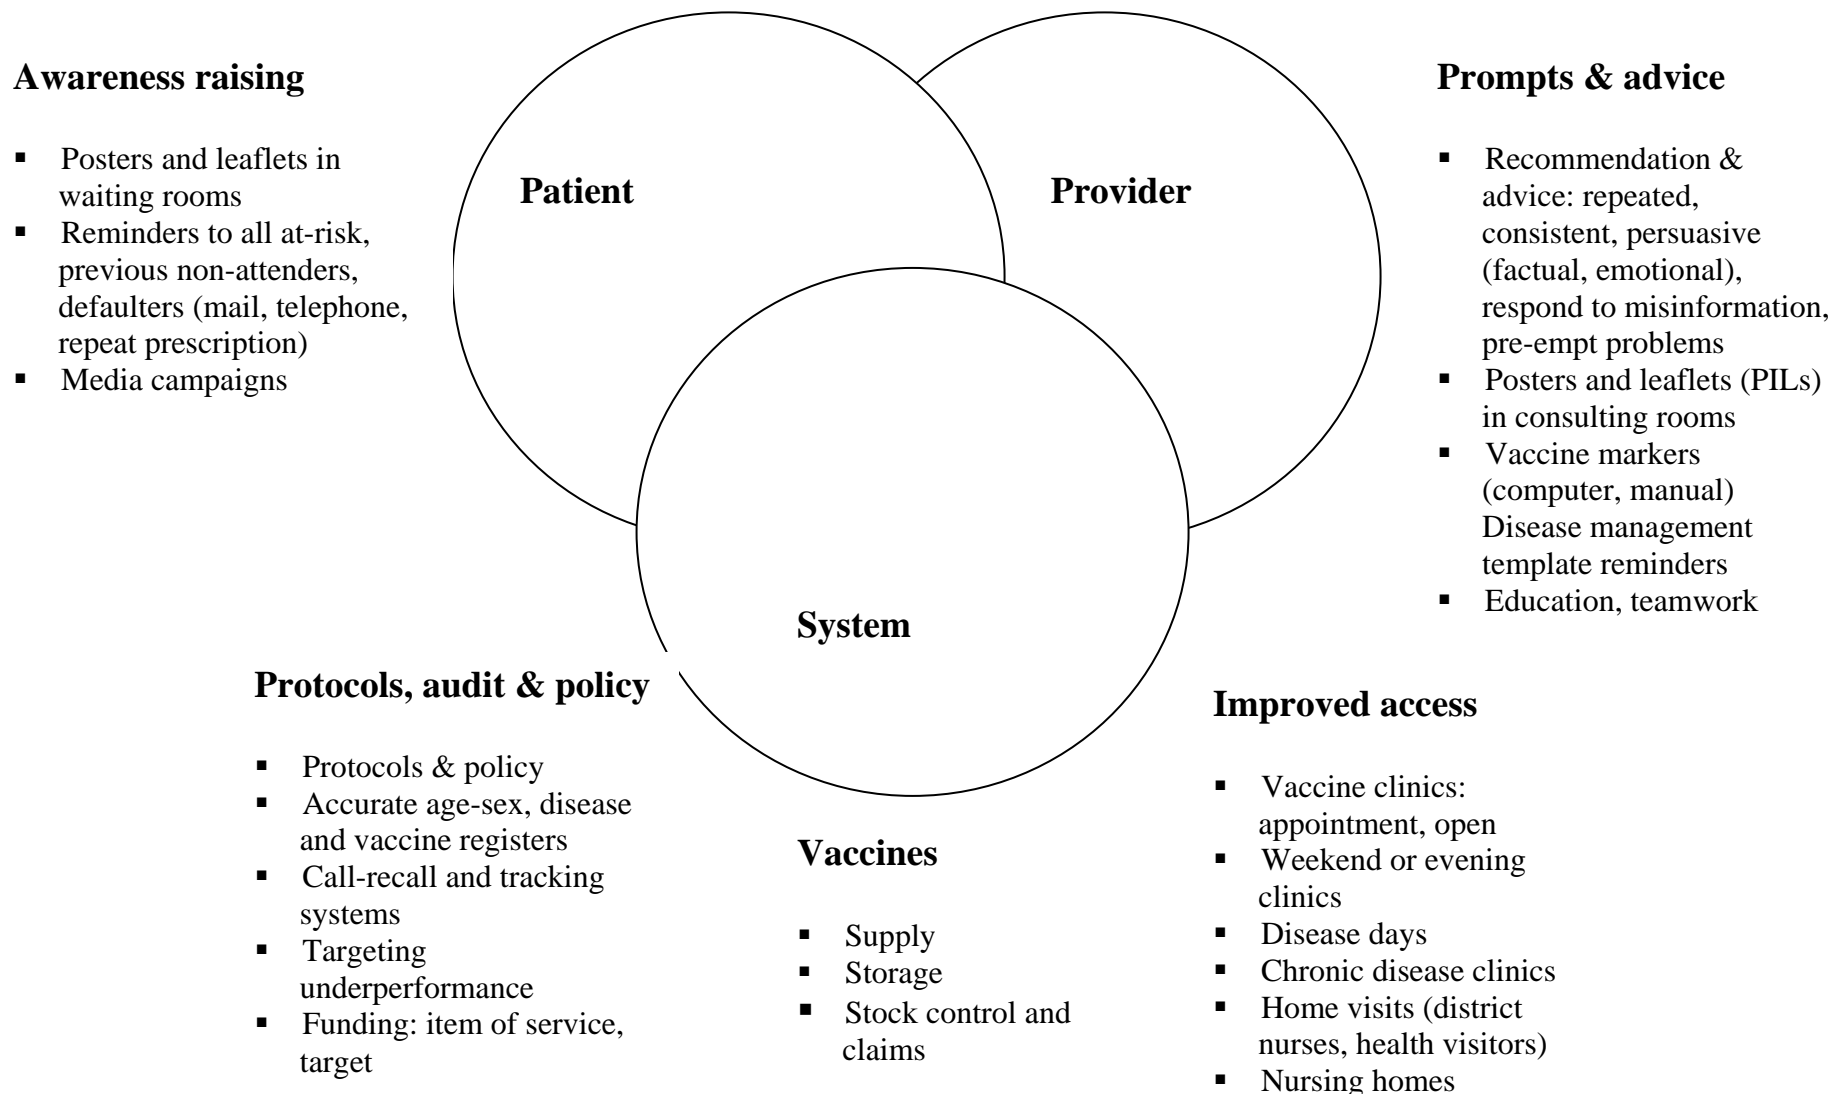 Awareness raising
▪ Posters and leaflets in
waiting rooms
▪ Reminders to all at-risk,
previous non-attenders,
defaulters (mail, telephone,
repeat prescription)
▪ Media campaigns
Patient
Provider
System
Prompts & advice
▪ Recommendation &
advice: repeated,
consistent, persuasive
(factual, emotional),
respond to misinformation,
pre-empt problems
▪ Posters and leaflets (PILs)
in consulting rooms
▪ Vaccine markers
(computer, manual)
Disease management
template reminders
▪ Education, teamwork
Protocols, audit & policy
▪ Protocols & policy
▪ Accurate age-sex, disease
and vaccine registers
▪ Call-recall and tracking
systems
▪ Targeting
underperformance
▪ Funding: item of service,
target
Vaccines
▪ Supply
▪ Storage
▪ Stock control and
claims
Improved access
▪ Vaccine clinics:
appointment, open
▪ Weekend or evening
clinics
▪ Disease days
▪ Chronic disease clinics
▪ Home visits (district
nurses, health visitors)
▪ Nursing homes